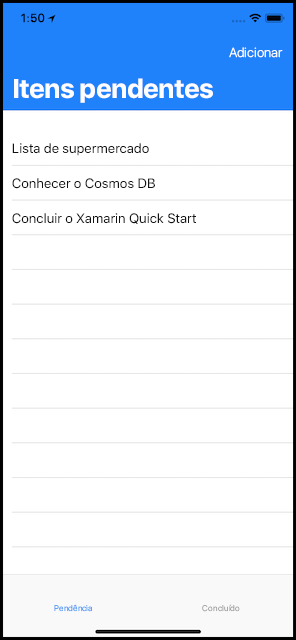 1:50
Adicionar
Itens pendentes
Lista de supermercado
Conhecer o Cosmos DB
Concluir o Xamarin Quick Start
Pendência
Concluído